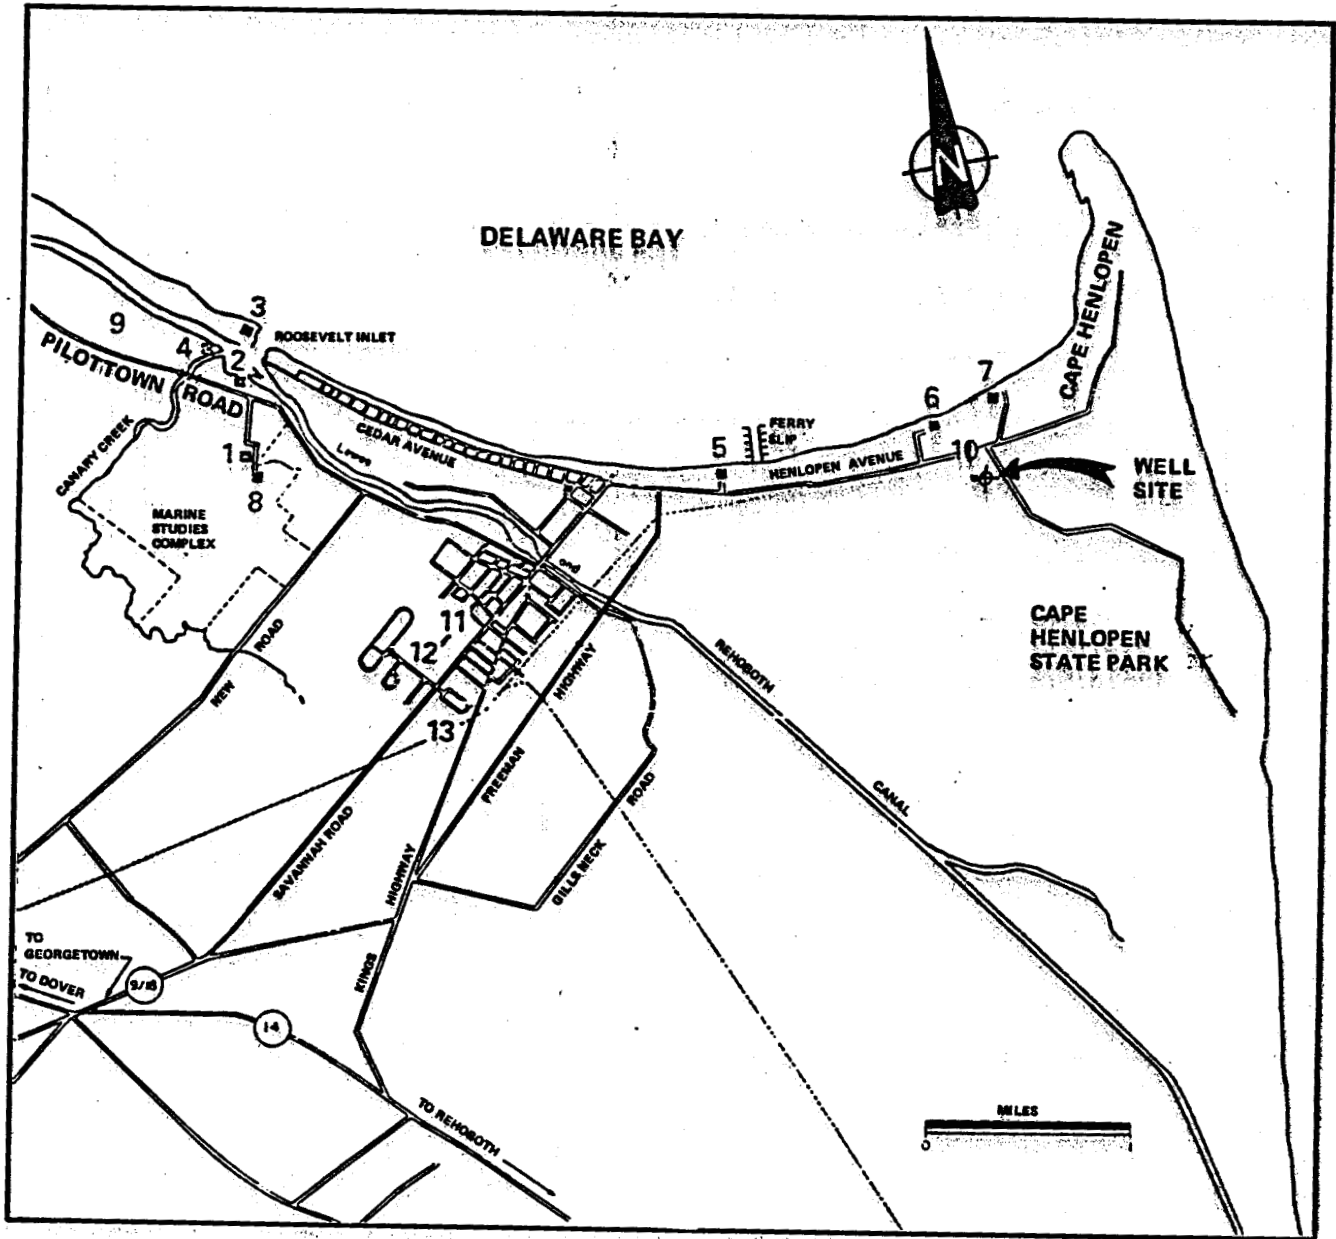 N
DELAWARE BAY
CAPE HENLOPEN
3
ROOSEVELT INLET
9
4
2
PILOTTOWN ROAD
7
6
FERRY
SLIP
5
HENLOPEN AVENUE
10
WELL
SITE
CEDAR AVENUE
Lewes
CANARY CREEK
1
8
MARINE
STUDIES
COMPLEX
and
11
12
13
CAPE
HENLOPEN
STATE PARK
REHOBOTH
CANAL
NEW ROAD
FREEMAN HIGHWAY
SAVANNAH ROAD
GILLS NECK ROAD
KINGS HIGHWAY
TO
GEORGETOWN
TO DOVER
9/18
14
TO REHOBOTH
MILES
0
1